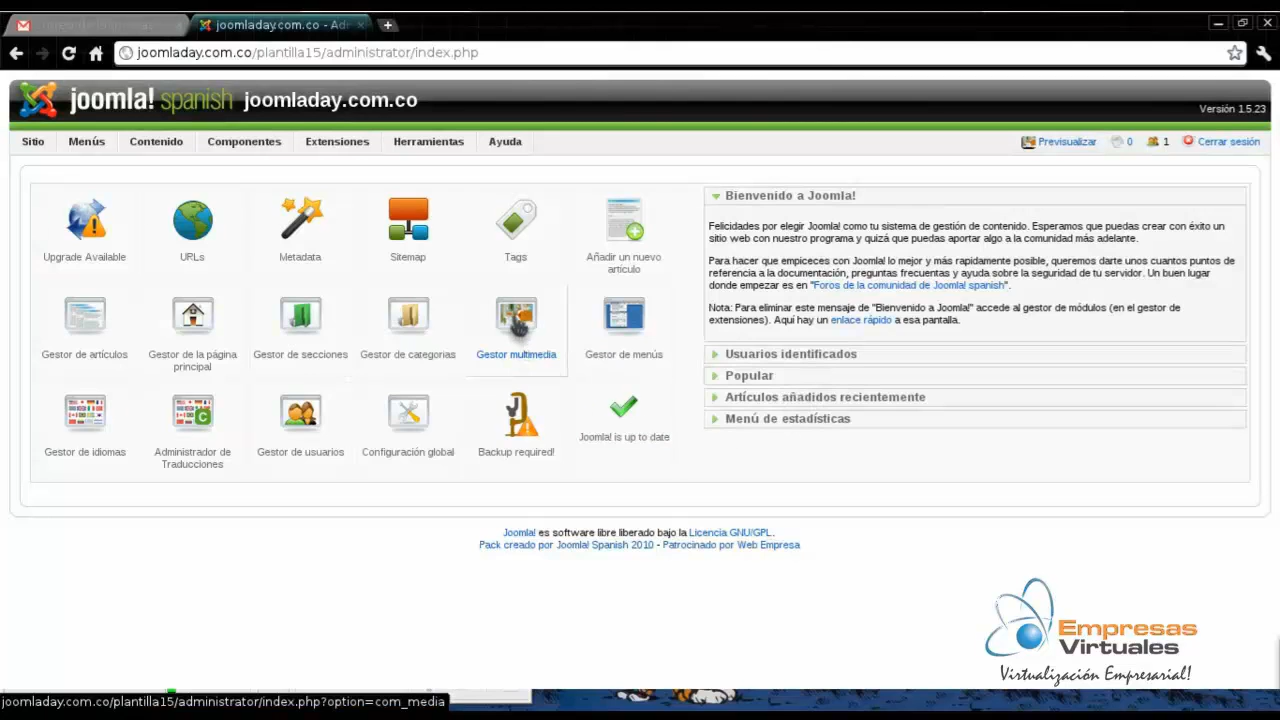 joomladay.com.co - Ad
joomladay.com.co/plantilla15/administrator/index.php
joomla! spanish joomladay.com.co
Versión 1.5.23
Sitio Menús Contenido Componentes Extensiones Herramientas Ayuda
Previsualizar 0 1 Cerrar sesión
Upgrade Available
URLs
Metadata
Sitemap
Tags
Añadir un nuevo
artículo
Gestor de artículos
Gestor de la página
principal
Gestor de secciones
Gestor de categorias
Gestor multimedia
Gestor de menús
Gestor de idiomas
Administrador de
Traducciones
Gestor de usuarios
Configuración global
Backup required!
Joomla! is up to date
Bienvenido a Joomla!
Felicidades por elegir Joomla! como tu sistema de gestión de contenido. Esperamos que puedas crear con éxito un
sitio web con nuestro programa y quizá que puedas aportar algo a la comunidad más adelante.
Para hacer que empiceces con Joomla! lo mejor y más rapidamente posible, queremos darte unos cuantos puntos de
referencia a la documentación, preguntas frecuentes y ayuda sobre la seguridad de tu servidor. Un buen lugar
donde empezar es en "Foros de la comunidad de Joomla! spanish".
Nota: Para eliminar este mensaje de "Bienvenido a Joomla!" accede al gestor de módulos (en el gestor de
extensiones). Aquí hay un enlace rápido a esa pantalla.
Usuarios identificados
Popular
Artículos añadidos recientemente
Menú de estadísticas
Joomla! es software libre liberado bajo la Licencia GNU/GPL.
Pack creado por Joomla! Spanish 2010 - Patrocinado por Web Empresa
Empresas
Virtuales
Virtualización Empresarial!
joomladay.com.co/plantilla15/administrator/index.php?option=com_media